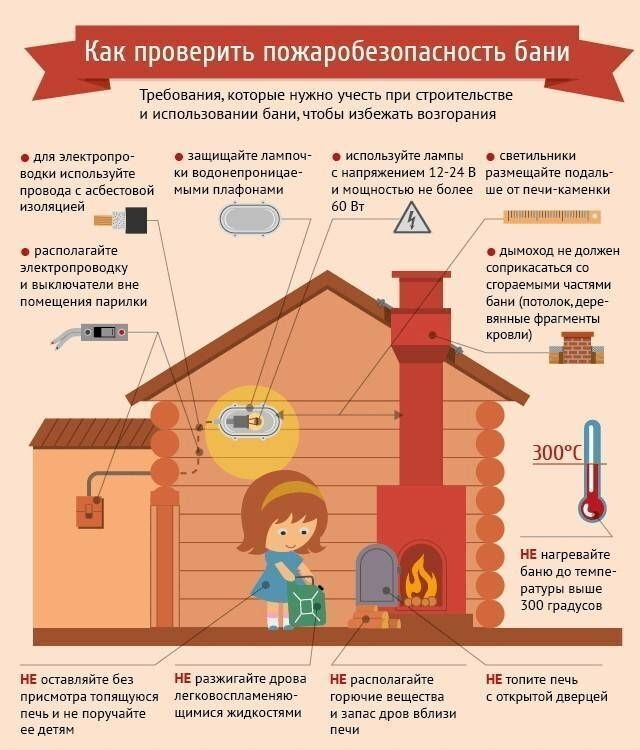 Как проверить пожаробезопасность бани
Требования, которые нужно учесть при строительстве
и использовании бани, чтобы избежать возгорания
• для электропро-
водки используйте
провода с асбестовой
изоляцией
• защищайте лампоч-
ки водонепроницае-
мыми плафонами
• используйте лампы
с напряжением 12-24 В
и мощностью не более
60 Вт
• светильники
размещайте подаль-
ше от печи-каменки
• располагайте
электропроводку
и выключатели вне
помещения парилки
• дымоход не должен
соприкасаться со
сгораемыми частями
бани (потолок, дере-
вянные фрагменты
кровли)
300°C
НЕ нагревайте
баню до темпе-
ратуры выше
300 градусов
НЕ оставляйте без
присмотра топящуюся
печь и не поручайте
ее детям
НЕ разжигайте дрова
легковоспламеняю-
щимися жидкостями
НЕ располагайте
горючие вещества
и запас дров вблизи
печи
НЕ топите печь
с открытой дверцей